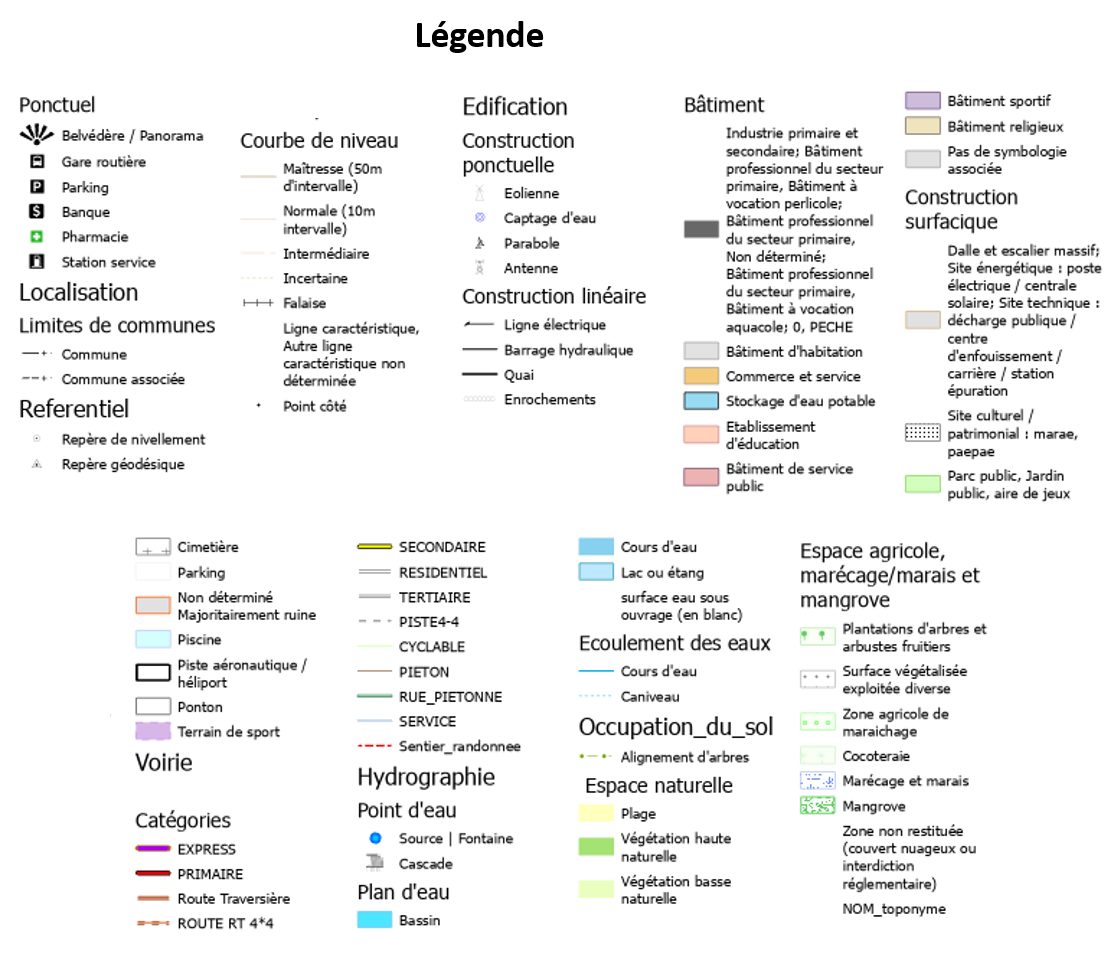 Légende
Ponctuel
Belvédère / Panorama
Gare routière
P
Parking
$
Banque
Pharmacie
Station service
Localisation
Limites de communes
Commune
Commune associée
Referentiel
Repère de nivellement
Repère géodésique
Courbe de niveau
Maîtresse (50m
d'intervalle)
Normale (10m
intervalle)
Intermédiaire
Incertaine
Falaise
Ligne caractéristique,
Autre ligne
caractéristique non
déterminée
Point côté
Edification
Construction
ponctuelle
Eolienne
Captage d'eau
Parabole
Antenne
Construction linéaire
Ligne électrique
Barrage hydraulique
Quai
Enrochements
Bâtiment
Industrie primaire et
secondaire; Bâtiment
professionnel du secteur
primaire, Bâtiment à
vocation perlicole;
Bâtiment professionnel
du secteur primaire,
Non déterminé;
Bâtiment professionnel
du secteur primaire,
Bâtiment à vocation
aquacole; 0, PECHE
Bâtiment d'habitation
Commerce et service
Stockage d'eau potable
Etablissement
d'éducation
Bâtiment de service
public
Bâtiment sportif
Bâtiment religieux
Pas de symbologie
associée
Construction
surfacique
Dalle et escalier massif;
Site énergétique : poste
électrique / centrale
solaire; Site technique :
décharge publique /
centre
d'enfouissement /
carrière / station
épuration
Site culturel /
patrimonial : marae,
paepae
Parc public, Jardin
public, aire de jeux
Cimetière
Parking
Non déterminé
Majoritairement ruine
Piscine
Piste aéronautique /
héliport
Ponton
Terrain de sport
Voirie
Catégories
EXPRESS
PRIMAIRE
Route Traversière
ROUTE RT 4*4
SECONDAIRE
RESIDENTIEL
TERTIAIRE
PISTE4-4
CYCLABLE
PIETON
RUE_PIETONNE
SERVICE
Sentier_randonnee
Hydrographie
Point d'eau
Source | Fontaine
Cascade
Plan d'eau
Bassin
Cours d'eau
Lac ou étang
surface eau sous
ouvrage (en blanc)
Ecoulement des eaux
Cours d'eau
Caniveau
Occupation_du_sol
Alignement d'arbres
Espace naturelle
Plage
Végétation haute
naturelle
Végétation basse
naturelle
Espace agricole,
marécage/marais et
mangrove
Plantations d'arbres et
arbustes fruitiers
Surface végétalisée
exploitée diverse
Zone agricole de
maraichage
Cocoteraie
Marécage et marais
Mangrove
Zone non restituée
(couvert nuageux ou
interdiction
réglementaire)
NOM_toponyme